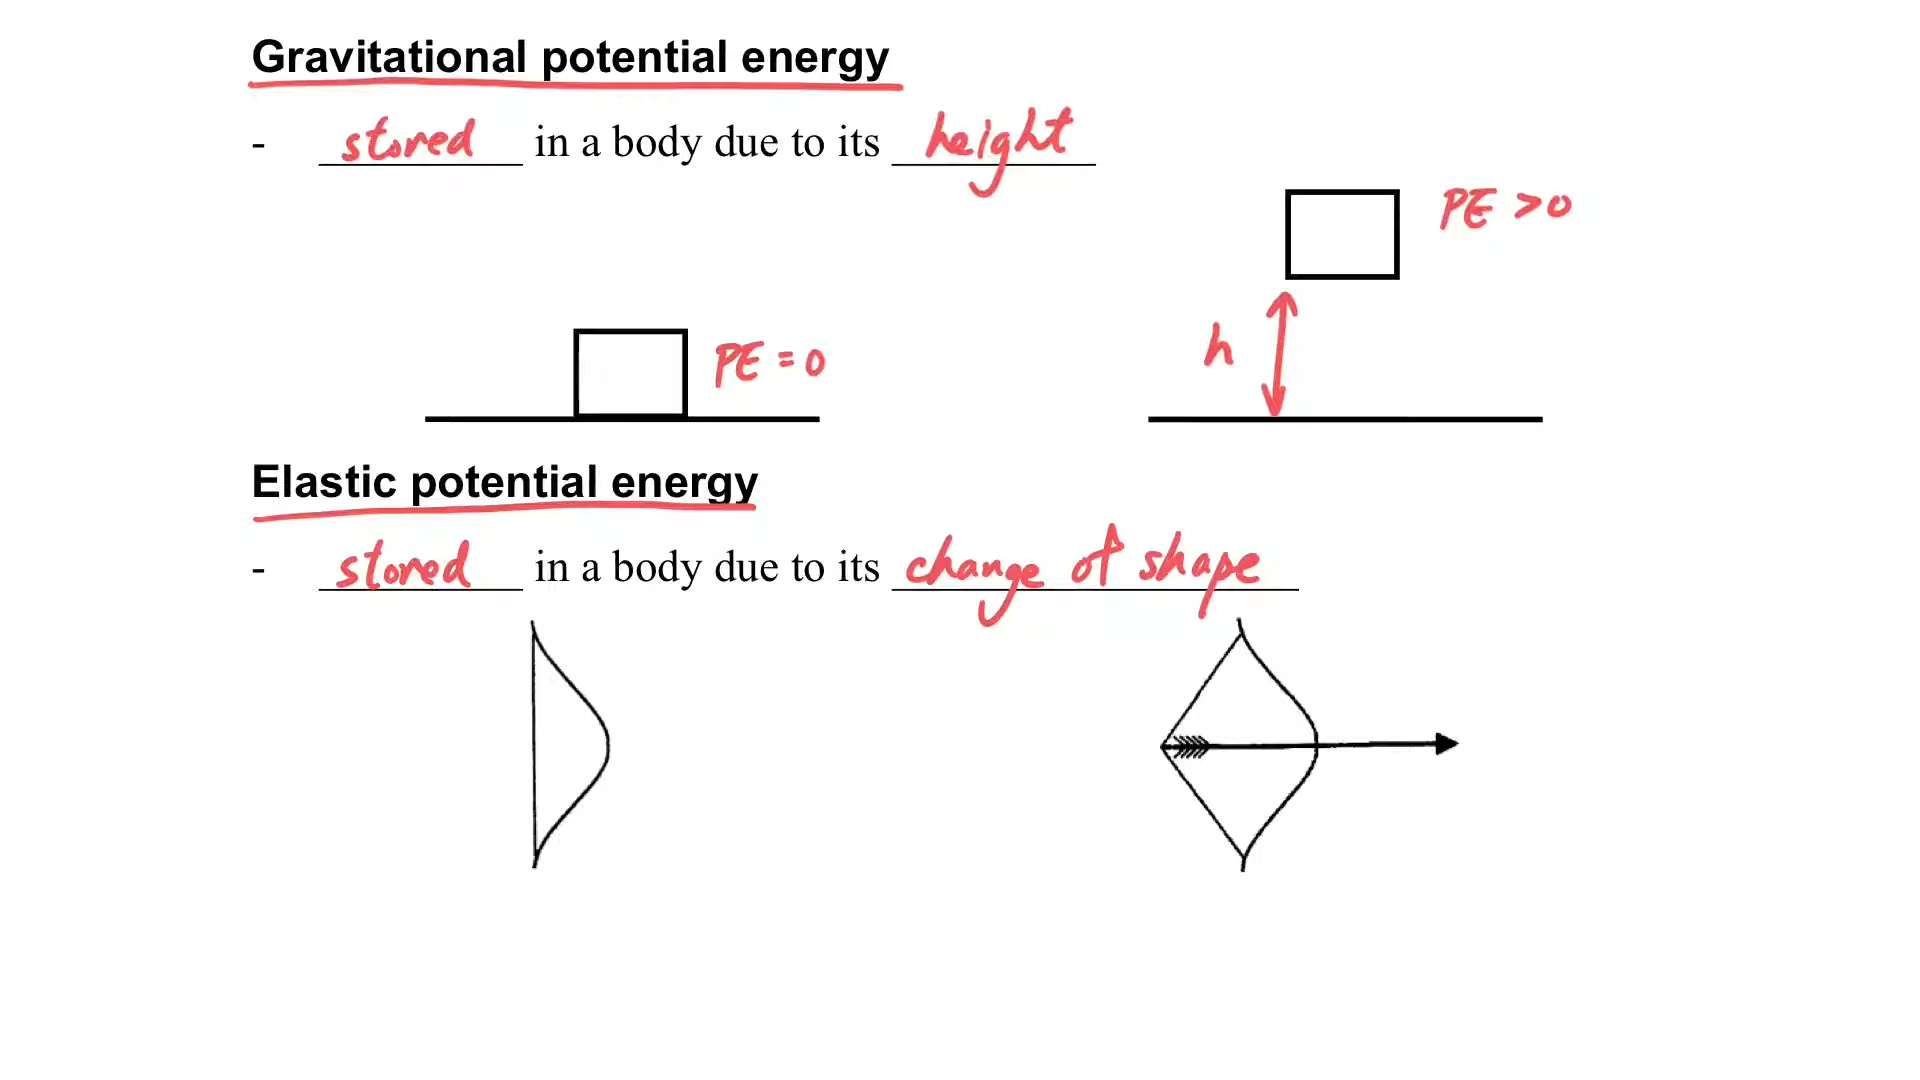 Gravitational potential energy
- stored in a body due to its height
PE > 0
h
PE = 0
Elastic potential energy
- stored in a body due to its change of shape